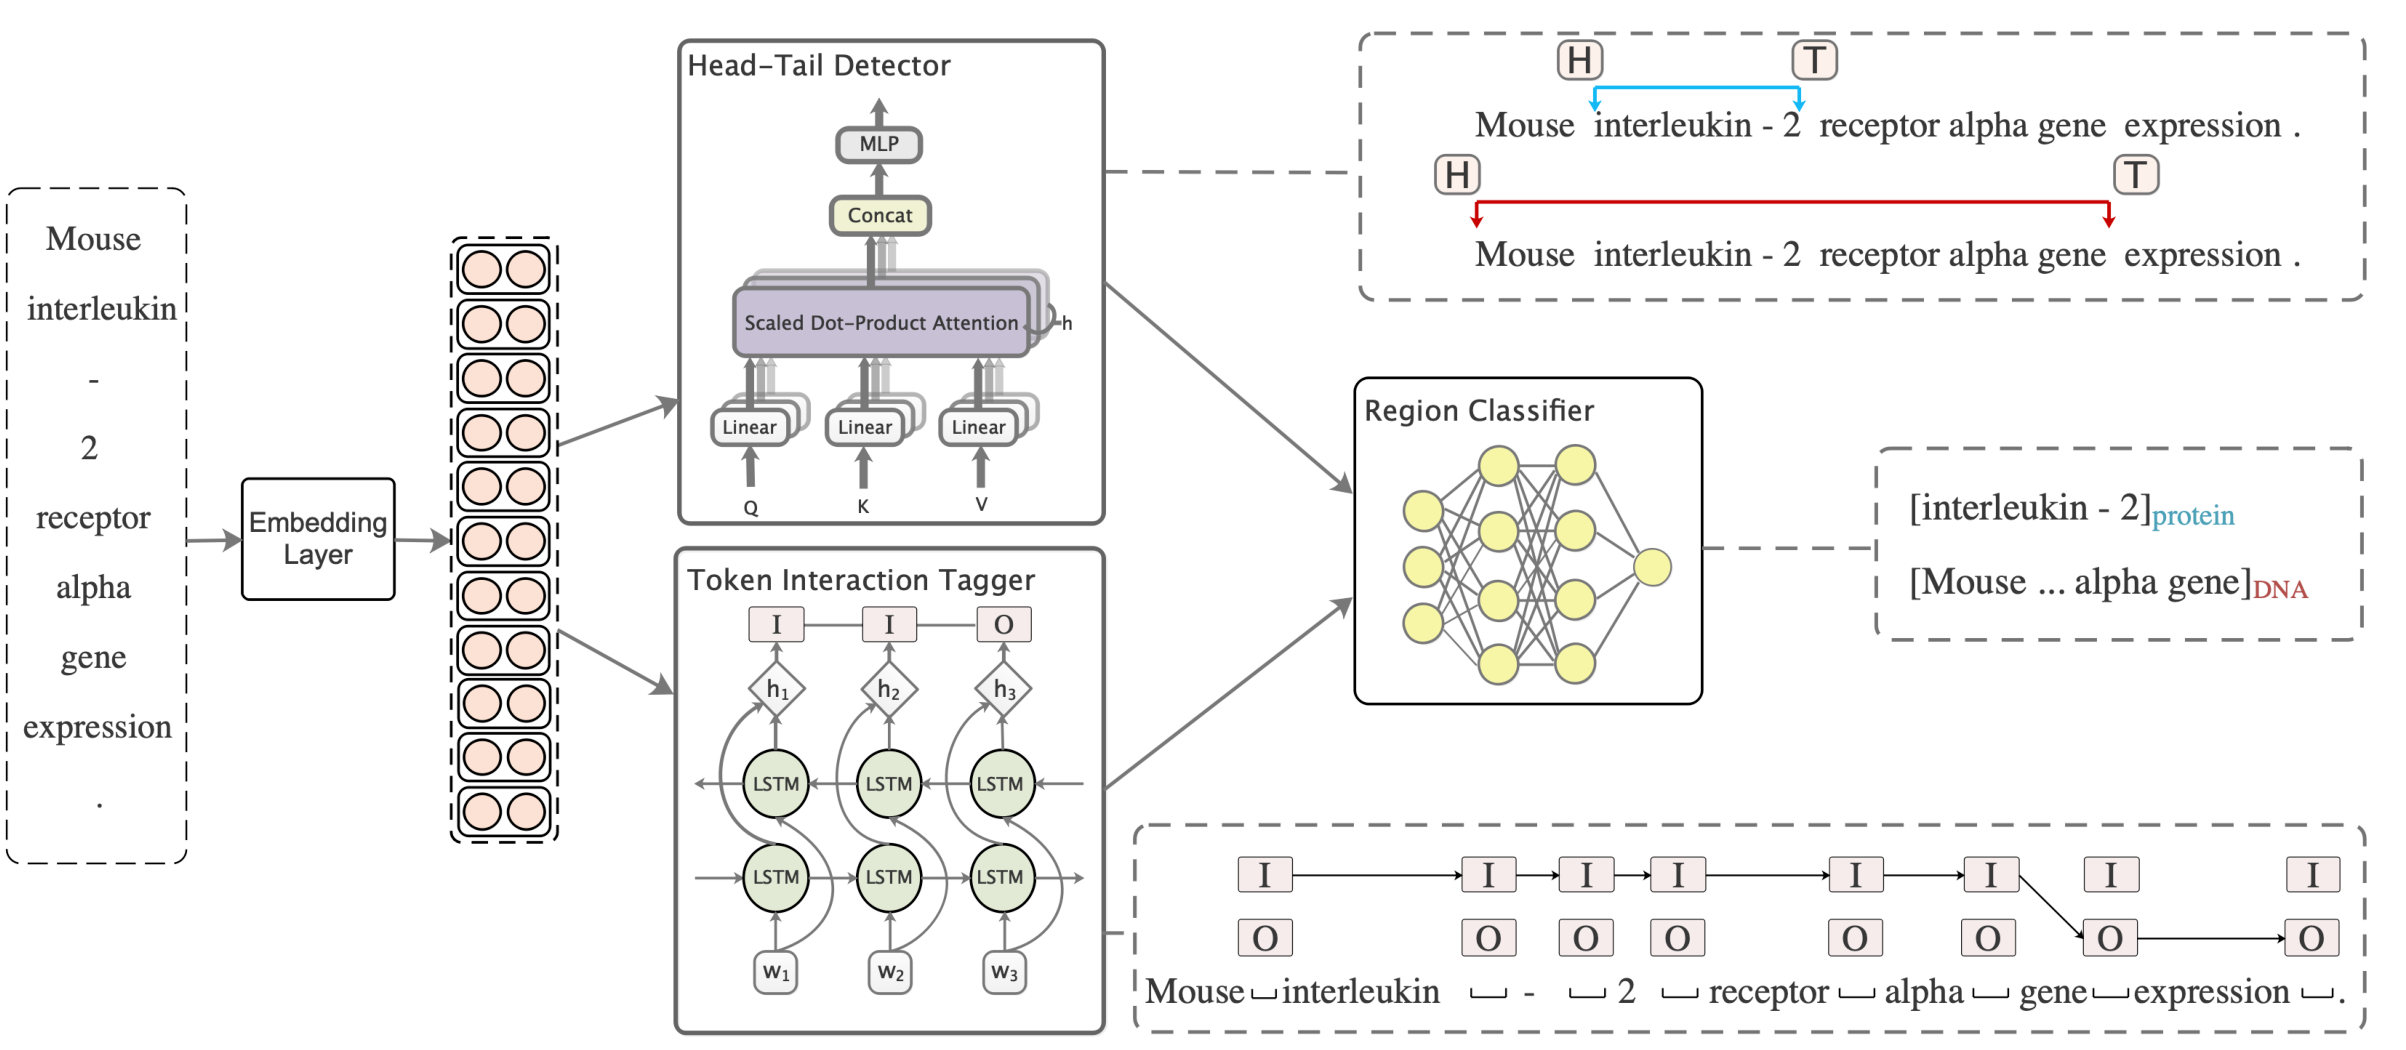 Mouse
interleukin
-
2
receptor
alpha
gene
expression
.
Embedding
Layer
Head-Tail Detector
MLP
Concat
Scaled Dot-Product Attention
h
Linear Linear Linear
Q K V
Token Interaction Tagger
I I O
h1 h2 h3
LSTM LSTM LSTM
LSTM LSTM LSTM
w1 w2 w3
H T
Mouse interleukin - 2 receptor alpha gene expression .
H T
Mouse interleukin - 2 receptor alpha gene expression .
Region Classifier
[interleukin - 2]protein
[Mouse ... alpha gene]DNA
I I I I I I I I
O O O O O O O O
Mouse interleukin - 2 receptor alpha gene expression .